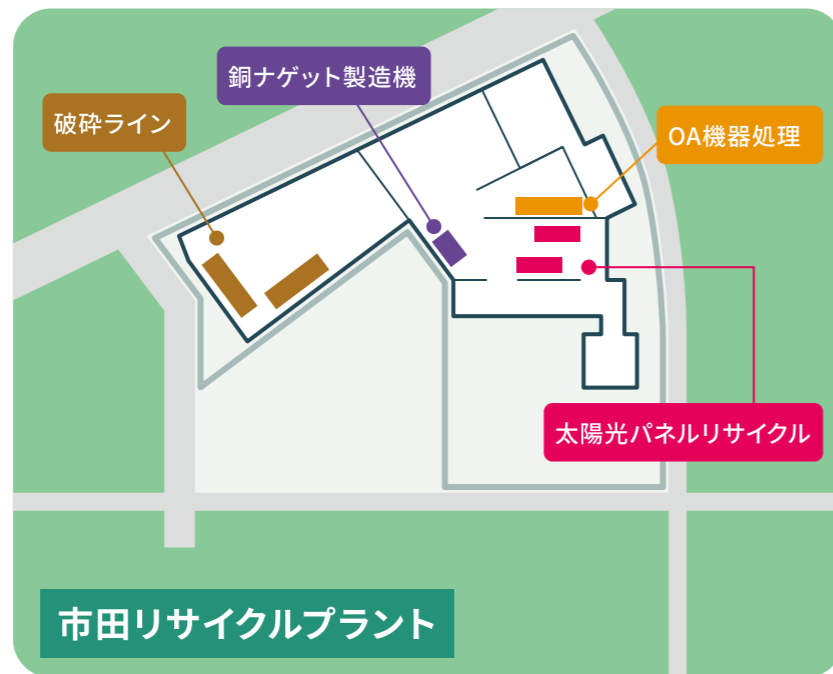 銅ナゲット製造機
破砕ライン
OA機器処理
太陽光パネルリサイクル
市田リサイクルプラント